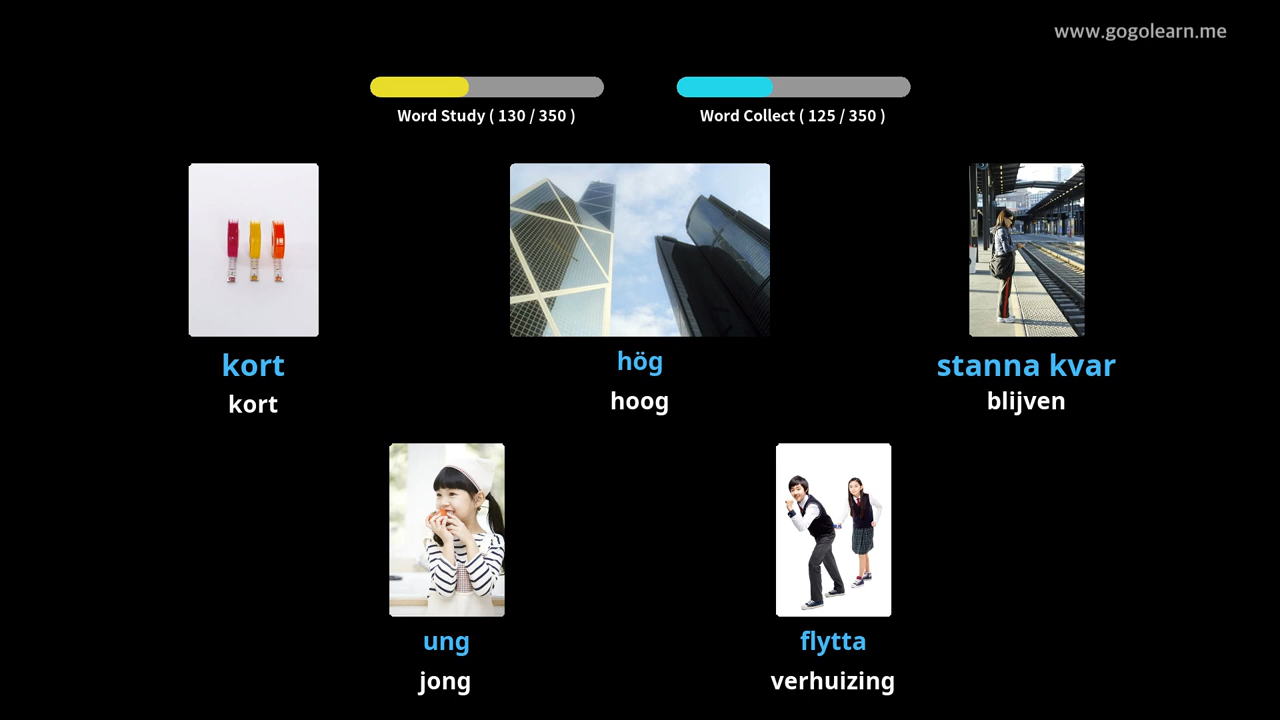 www.gogolearn.me
Word Study ( 130 / 350 )
Word Collect ( 125 / 350 )
kort
kort
hög
hoog
stanna kvar
blijven
ung
jong
flytta
verhuizing